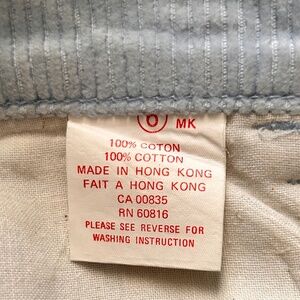 6 MK
100% COTON
100% COTTON
MADE IN HONG KONG
FAIT A HONG KONG
CA 00835
RN 60816
PLEASE SEE REVERSE FOR
WASHING INSTRUCTION